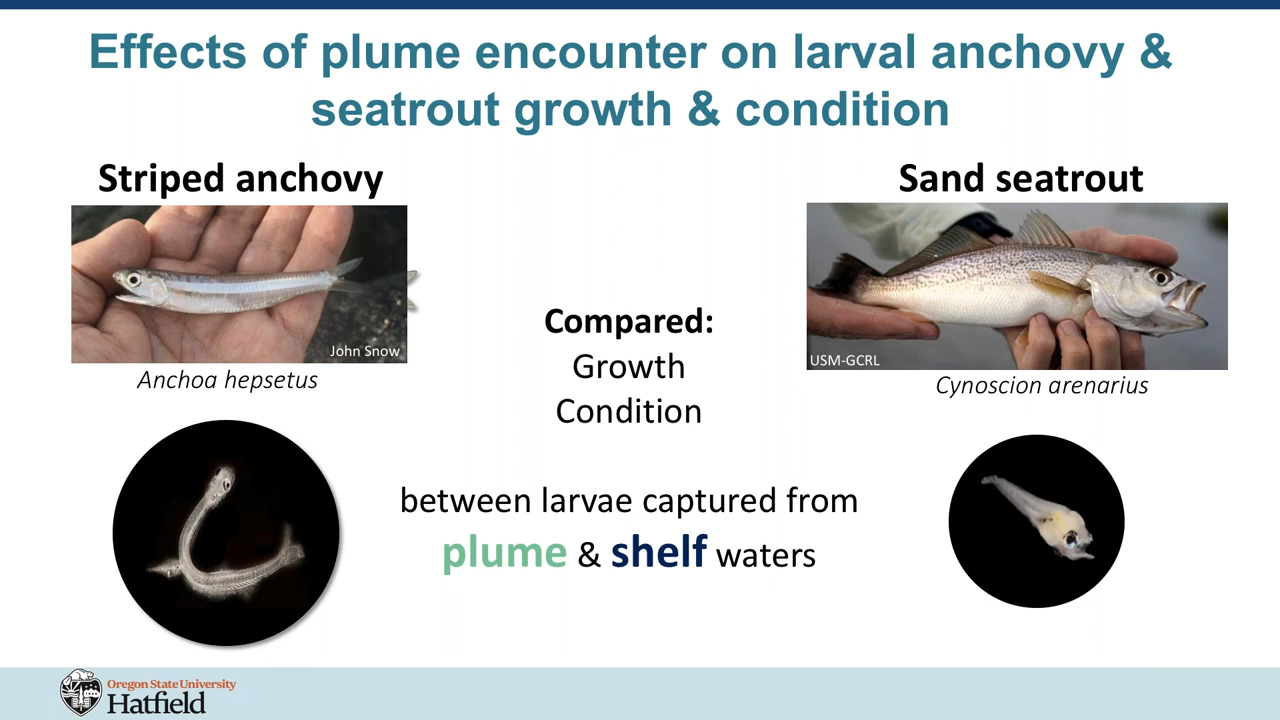 Effects of plume encounter on larval anchovy &
seatrout growth & condition
Striped anchovy
John Snow
Anchoa hepsetus
Compared:
Growth
Condition
between larvae captured from
plume & shelf waters
Sand seatrout
USM-GCRL
Cynoscion arenarius
Oregon State University
Hatfield